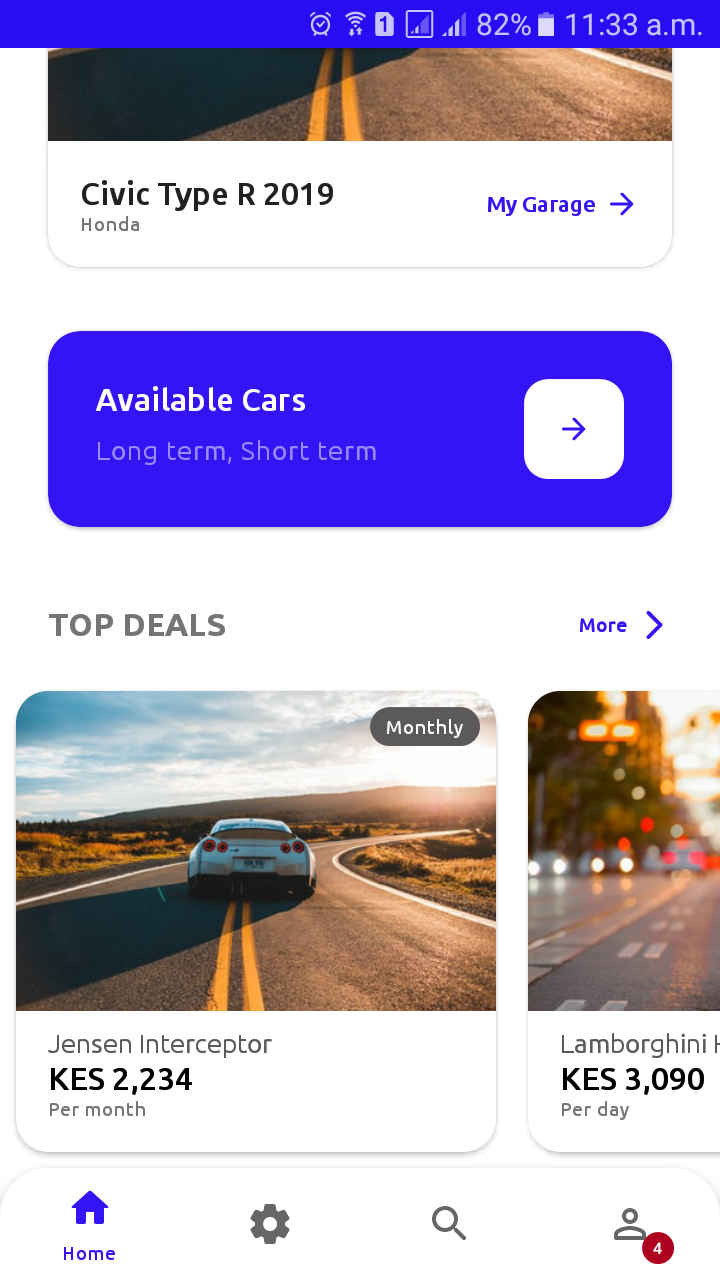 1 82% 11:33 a.m.
Civic Type R 2019
Honda
My Garage
Available Cars
Long term, Short term
TOP DEALS
More
Monthly
Jensen Interceptor
KES 2,234
Per month
Lamborghini
KES 3,090
Per day
Home
4